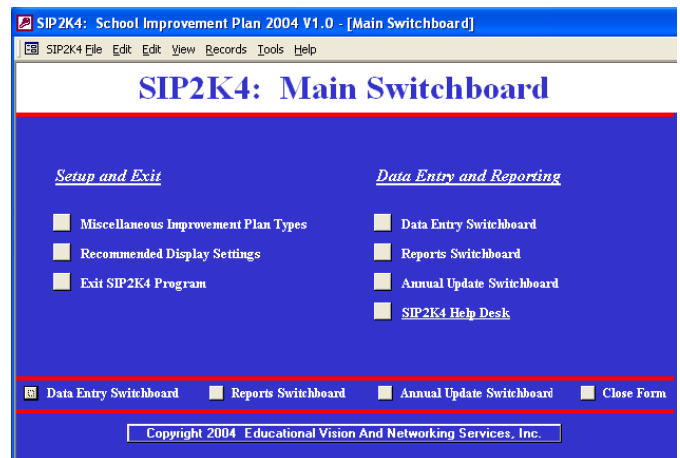 SIP2K4: School Improvement Plan 2004 V1.0 - [Main Switchboard]
SIP2K4 File Edit Edit View Records Tools Help
SIP2K4: Main Switchboard
Setup and Exit
Miscellaneous Improvement Plan Types
Recommended Display Settings
Exit SIP2K4 Program
Data Entry and Reporting
Data Entry Switchboard
Reports Switchboard
Annual Update Switchboard
SIP2K4 Help Desk
Data Entry Switchboard Reports Switchboard Annual Update Switchboard Close Form
Copyright 2004 Educational Vision And Networking Services, Inc.